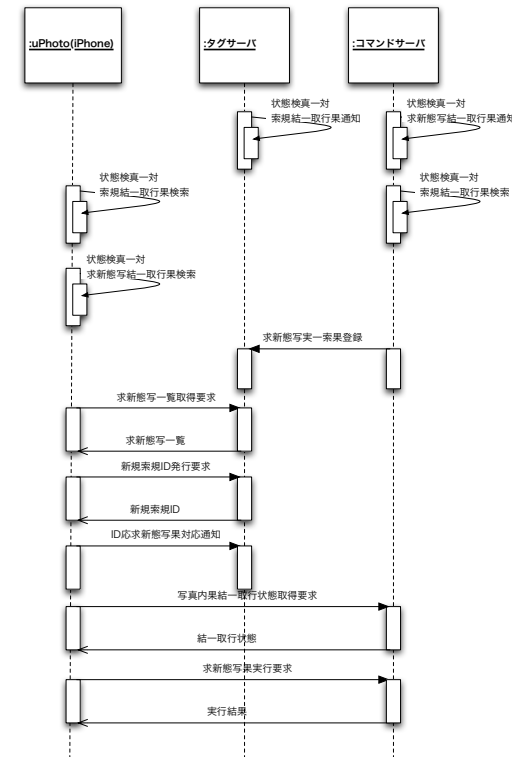 :uPhoto(iPhone)
:タグサーバ
:コマンドサーバ
状態検真一対
索規結一取行果通知
状態検真一対
求新態写結一取行果通知
状態検真一対
索規結一取行果検索
状態検真一対
索規結一取行果検索
状態検真一対
求新態写結一取行果検索
求新態写実一索果登録
求新態写一覧取得要求
求新態写一覧
新規索規ID発行要求
新規索規ID
ID応求新態写果対応通知
写真内果結一取行状態取得要求
結一取行状態
求新態写果実行要求
実行結果